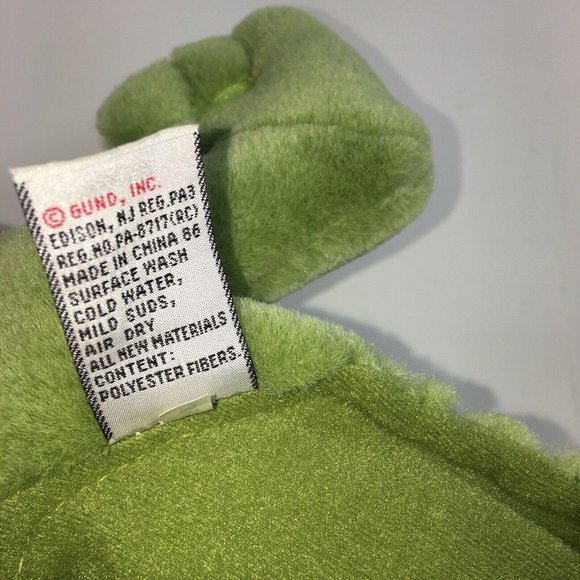 © GUND, INC.
EDISON, NJ REG.PA3
REG.NO.PA-8717(RC)
MADE IN CHINA 86
SURFACE WASH
COLD WATER,
MILD SUDS,
AIR DRY
ALL NEW MATERIALS
CONTENT:
POLYESTER FIBERS.